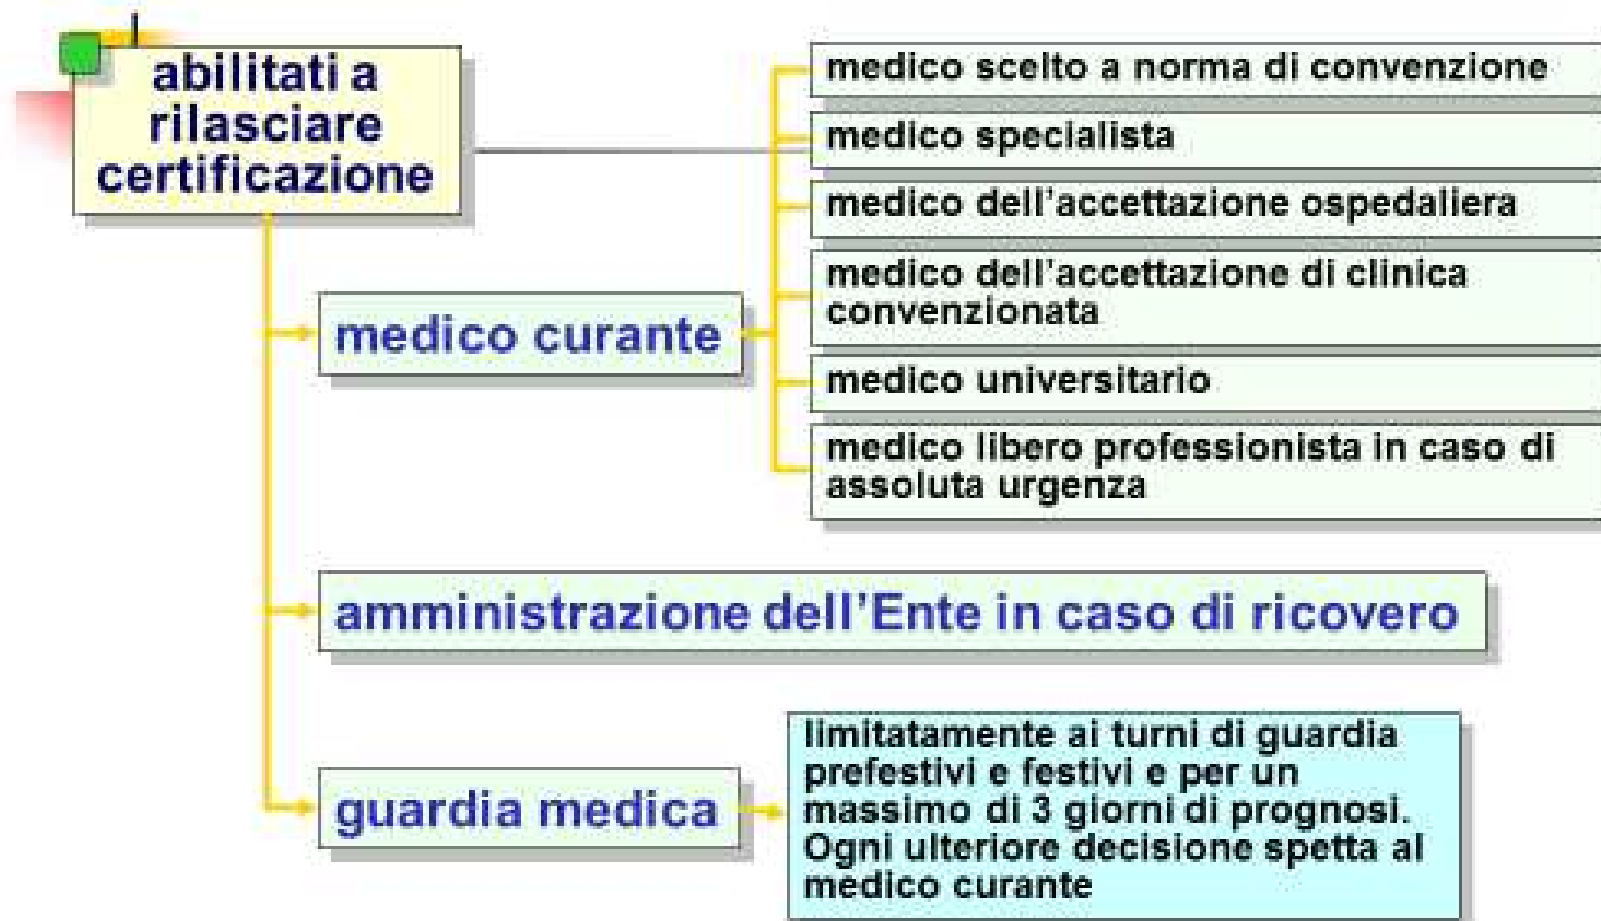 abilitati a
rilasciare
certificazione
medico scelto a norma di convenzione
medico specialista
medico dell'accettazione ospedaliera
medico dell'accettazione di clinica
convenzionata
medico curante
medico universitario
medico libero professionista in caso di
assoluta urgenza
amministrazione dell'Ente in caso di ricovero
guardia medica
limitatamente ai turni di guardia
prefestivi e festivi e per un
massimo di 3 giorni di prognosi.
Ogni ulteriore decisione spetta al
medico curante